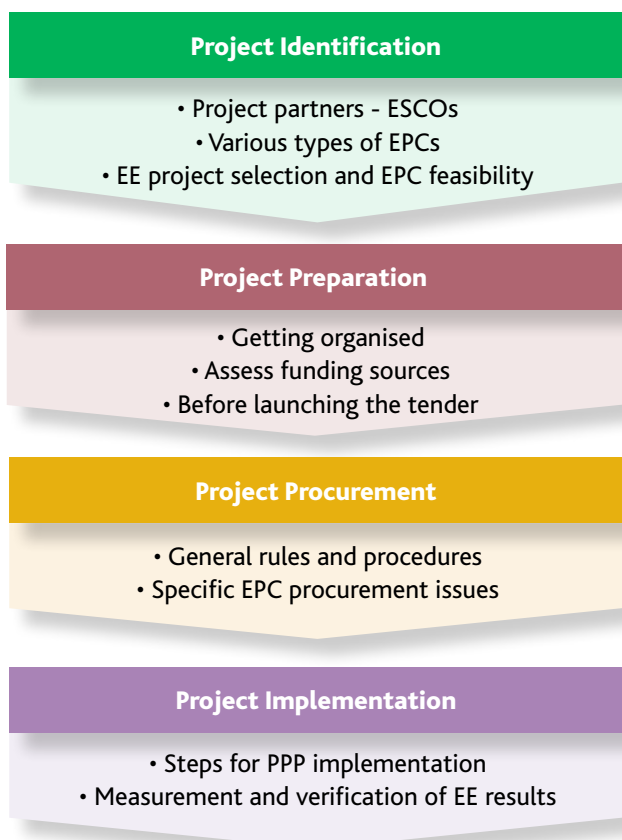 Project Identification
• Project partners - ESCOs
• Various types of EPCs
• EE project selection and EPC feasibility
Project Preparation
• Getting organised
• Assess funding sources
• Before launching the tender
Project Procurement
• General rules and procedures
• Specific EPC procurement issues
Project Implementation
• Steps for PPP implementation
• Measurement and verification of EE results